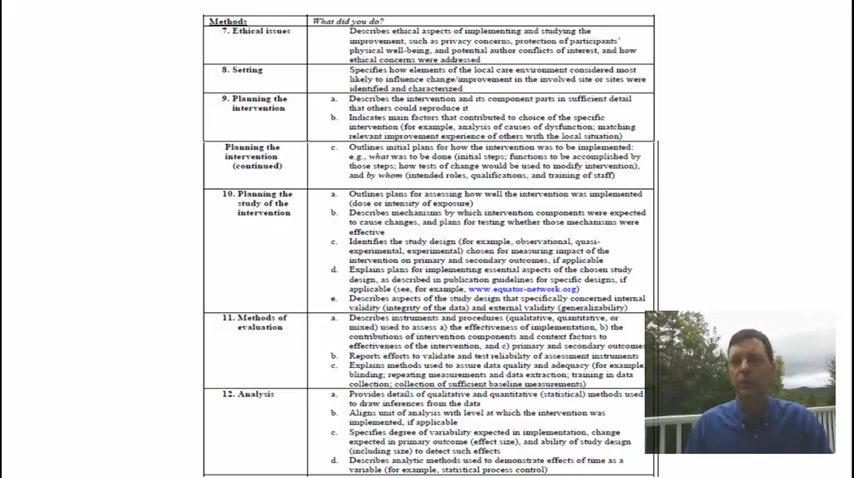 Methods What did you do?
7. Ethical issues Describes ethical aspects of implementing and studying the
improvement, such as privacy concerns, protection of participants'
physical well-being, and potential author conflicts of interest, and how
ethical concerns were addressed
8. Setting Specifies how elements of the local care environment considered most
likely to influence change/improvement in the involved site or sites were
identified and characterized
9. Planning the intervention
a. Describes the intervention and its component parts in sufficient detail
that others could reproduce it
b. Indicates main factors that contributed to choice of the specific
intervention (for example, analysis of causes of dysfunction; matching
relevant improvement experience of others with the local situation)
Planning the intervention (continued)
c. Outlines initial plans for how the intervention was to be implemented:
e.g., what was to be done (initial steps; functions to be accomplished by
those steps; how tests of change would be used to modify intervention),
and by whom (intended roles, qualifications, and training of staff)
10. Planning the study of the intervention
a. Outlines plans for assessing how well the intervention was implemented
(dose or intensity of exposure)
b. Describes mechanisms by which intervention components were expected
to cause changes, and plans for testing whether those mechanisms were
effective
c. Identifies the study design (for example, observational, quasi-
experimental, experimental) chosen for measuring impact of the
intervention on primary and secondary outcomes, if applicable
d. Explains plans for implementing essential aspects of the chosen study
design, as described in publication guidelines for specific designs, if
applicable (see, for example, www.equator-network.org)
e. Describes aspects of the study design that specifically concerned internal
validity (integrity of the data) and external validity (generalizability)
11. Methods of evaluation
a. Describes instruments and procedures (qualitative, quantitative, or
mixed) used to assess a) the effectiveness of implementation, b) the
contributions of intervention components and context factors to
effectiveness of the intervention, and c) primary and secondary outcomes
b. Reports efforts to validate and test reliability of assessment instruments
c. Explains methods used to assure data quality and adequacy (for example,
blinding; repeating measurements and data extraction; training in data
collection; collection of sufficient baseline measurements)
12. Analysis
a. Provides details of qualitative and quantitative (statistical) methods used
to draw inferences from the data
b. Aligns unit of analysis with level at which the intervention was
implemented, if applicable
c. Specifies degree of variability expected in implementation, change
expected in primary outcome (effect size), and ability of study design
(including size) to detect such effects
d. Describes analytic methods used to demonstrate effects of time as a
variable (for example, statistical process control)